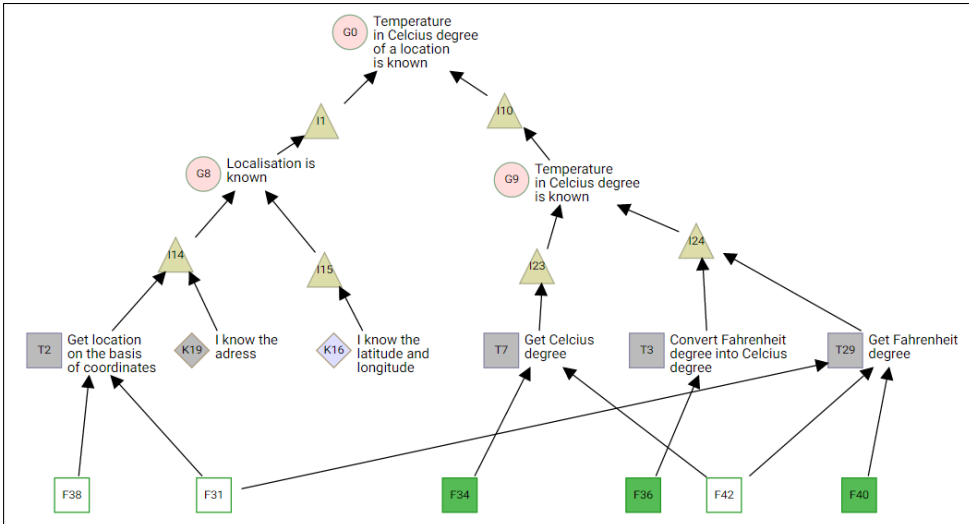 G0
Temperature
in Celcius degree
of a location
is known
I1
I10
G8
Localisation is
known
G9
Temperature
in Celcius degree
is known
I14
I15
I23
I24
T2
Get location
on the basis
of coordinates
K19
I know the
adress
K16
I know the
latitude and
longitude
T7
Get Celcius
degree
T3
Convert Fahrenheit
degree into Celcius
degree
T29
Get Fahrenheit
degree
F38
F31
F34
F36
F42
F40